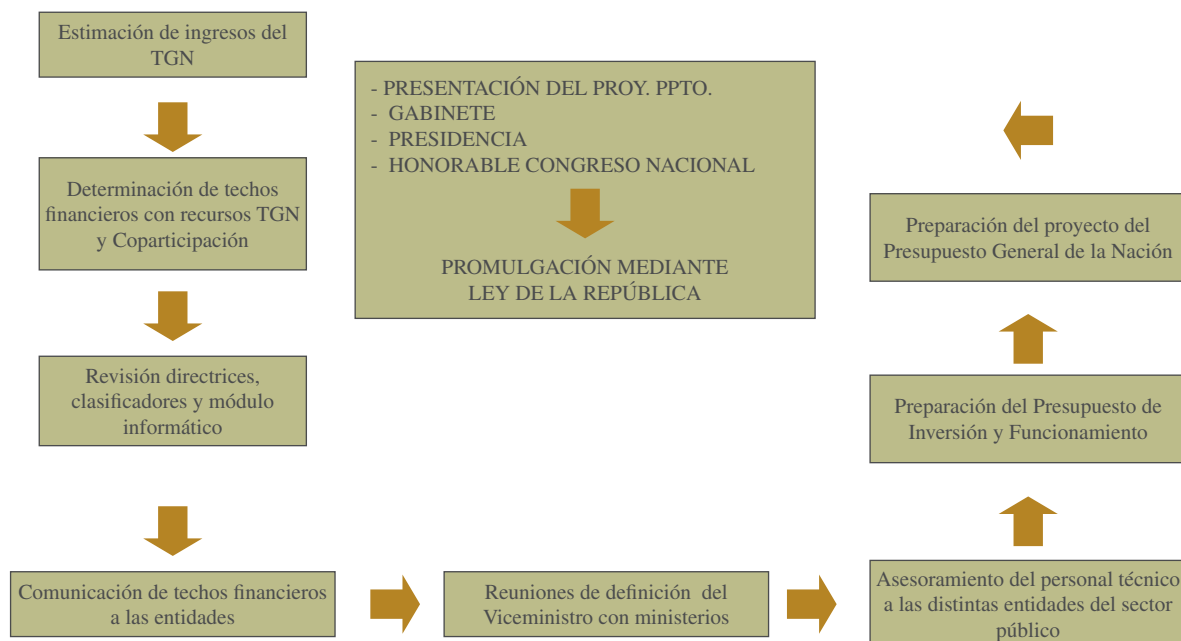 Estimación de ingresos del
TGN
Determinación de techos
financieros con recursos TGN
y Coparticipación
Revisión directrices,
clasificadores y módulo
informático
Comunicación de techos financieros
a las entidades
Reuniones de definición del
Viceministro con ministerios
Asesoramiento del personal técnico
a las distintas entidades del sector
público
Preparación del Presupuesto de
Inversión y Funcionamiento
Preparación del proyecto del
Presupuesto General de la Nación
- PRESENTACIÓN DEL PROY. PPTO.
- GABINETE
- PRESIDENCIA
- HONORABLE CONGRESO NACIONAL
PROMULGACIÓN MEDIANTE
LEY DE LA REPÚBLICA